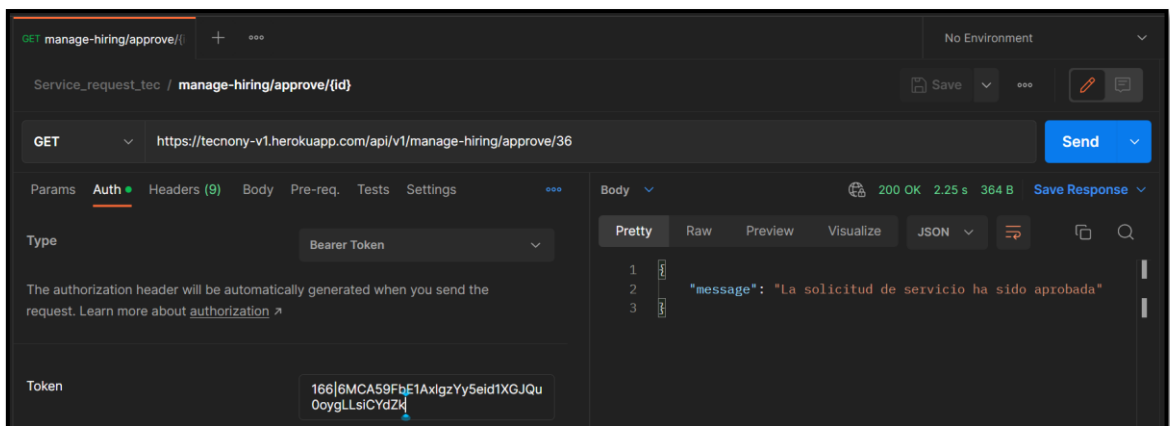 GET manage-hiring/approve/{i
No Environment
Service_request_tec / manage-hiring/approve/{id}
Save
GET
https://tecnony-v1.herokuapp.com/api/v1/manage-hiring/approve/36
Send
Params Auth Headers (9) Body Pre-req. Tests Settings
Body
200 OK 2.25 s 364 B Save Response
Type
Bearer Token
The authorization header will be automatically generated when you send the
request. Learn more about authorization ↗
Token
166|6MCA59FbE1AxIgzYy5eid1XGJQu
0oygLLsiCYdZk
Pretty Raw Preview Visualize JSON
1 {
2 "message": "La solicitud de servicio ha sido aprobada"
3 }